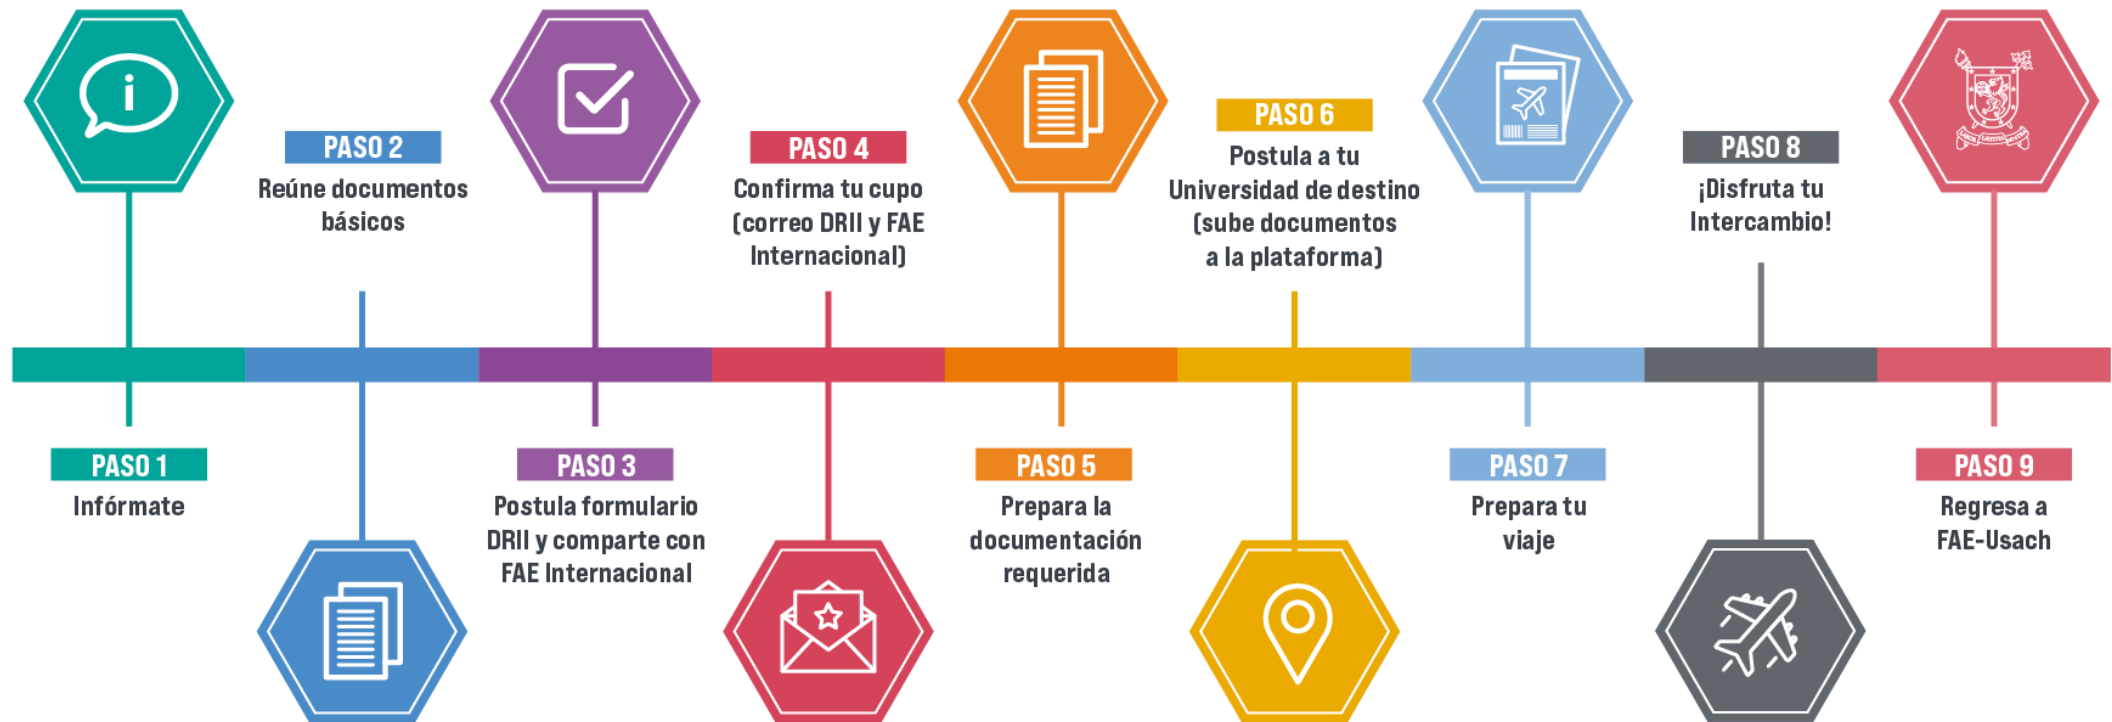 PASO 1
Infórmate
PASO 2
Reúne documentos
básicos
PASO 3
Postula formulario
DRII y comparte con
FAE Internacional
PASO 4
Confirma tu cupo
(correo DRII y FAE
Internacional)
PASO 5
Prepara la
documentación
requerida
PASO 6
Postula a tu
Universidad de destino
(sube documentos
a la plataforma)
PASO 7
Prepara tu
viaje
PASO 8
¡Disfruta tu
Intercambio!
LABOR LAETITIA NOSTRA
PASO 9
Regresa a
FAE-Usach